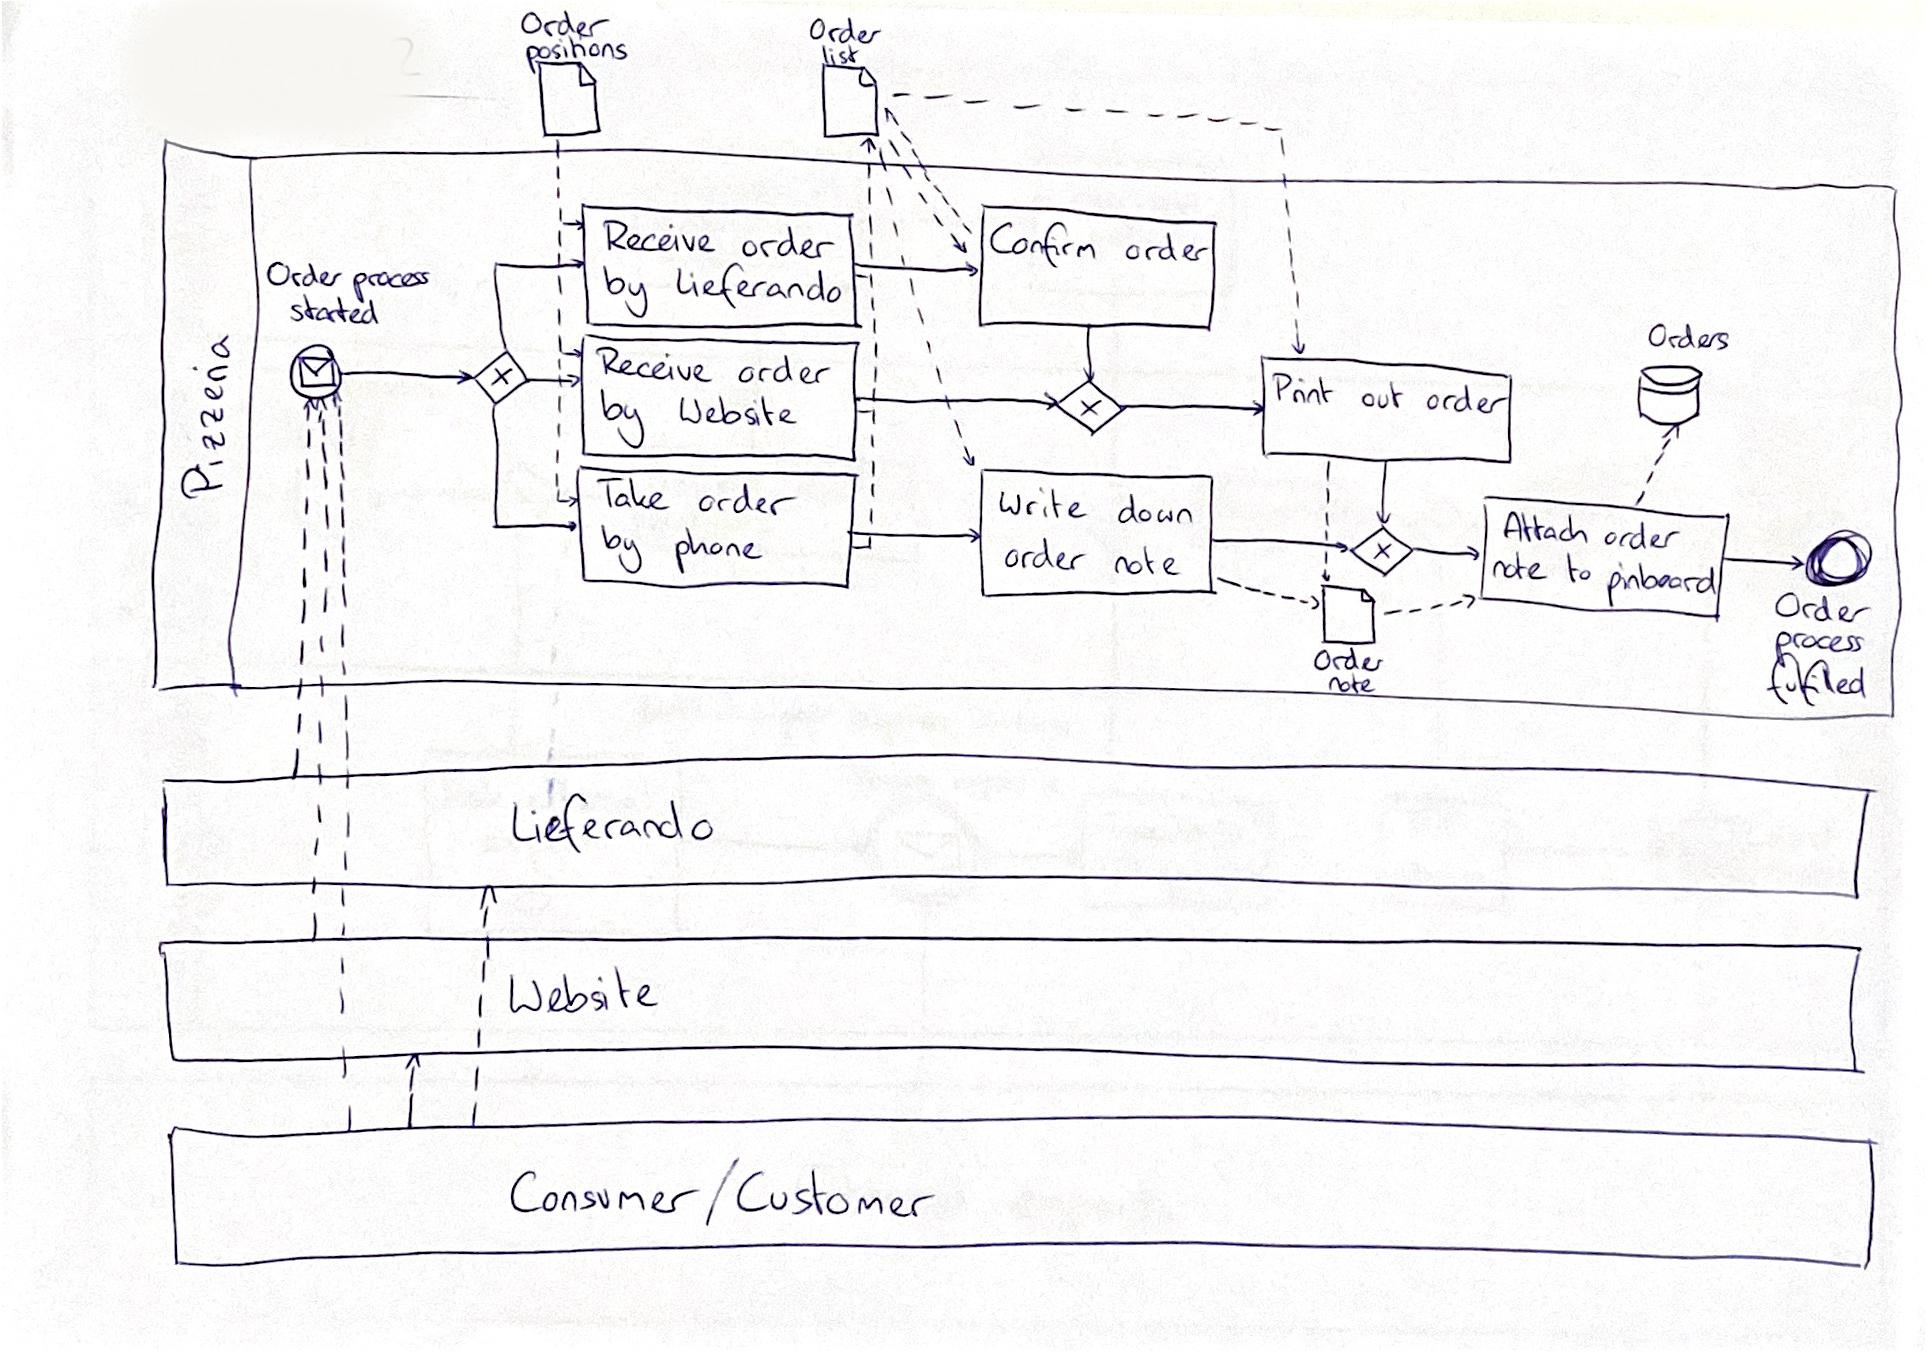 Order
positions
Order
list
Pizzeria
Order process
started
Receive order
by Lieferando
Confirm order
Receive order
by Website
Print out order
Orders
Take order
by phone
Write down
order note
Attach order
note to pinboard
Order
note
Order
process
fulfilled
Lieferando
Website
Consumer/Customer